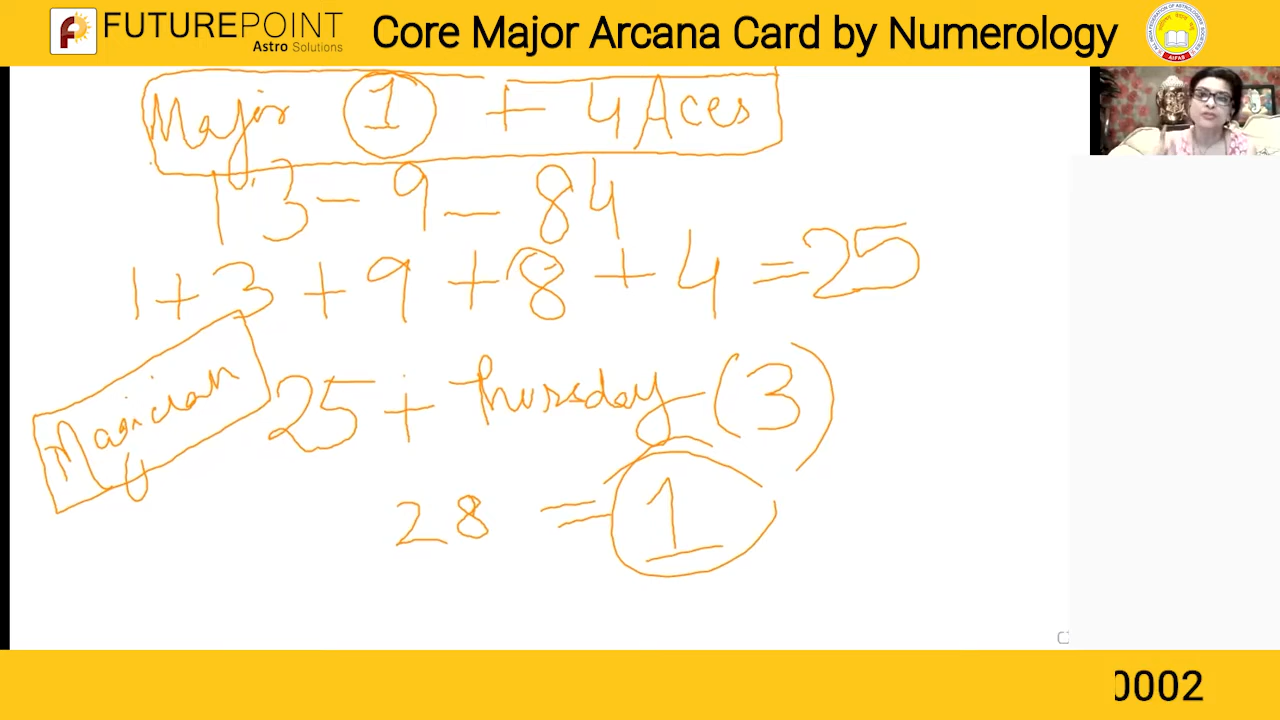 FUTUREPOINT
Astro Solutions
Core Major Arcana Card by Numerology
AIFAS
Major 1 + 4 Aces
13-9-84
1+3+9+8+4=25
Magician
25+Thursday(3)
28=1
0002